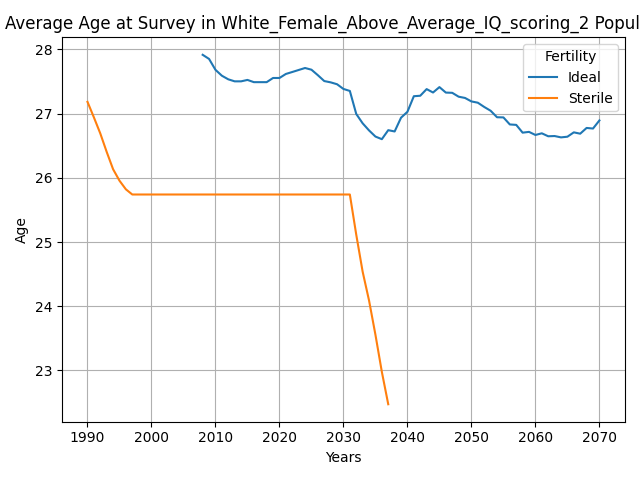 Average Age at Survey in White_Female_Above_Average_IQ_scoring_2 Popul
28
27
26
25
24
23
Age
Fertility
Ideal
Sterile
1990 2000 2010 2020 2030 2040 2050 2060 2070
Years